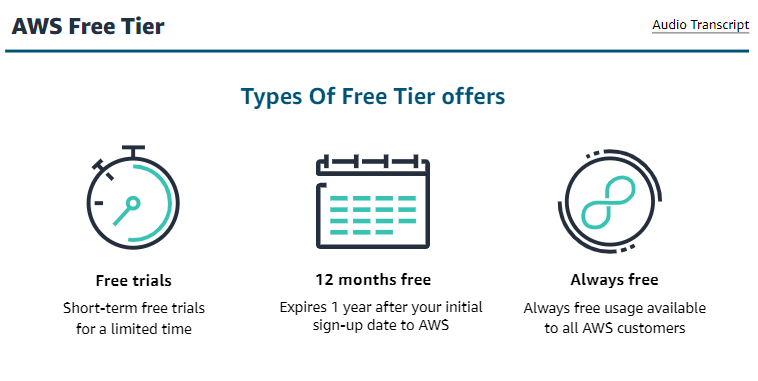 AWS Free Tier
Audio Transcript
Types Of Free Tier offers
Free trials
Short-term free trials
for a limited time
12 months free
Expires 1 year after your initial
sign-up date to AWS
Always free
Always free usage available
to all AWS customers